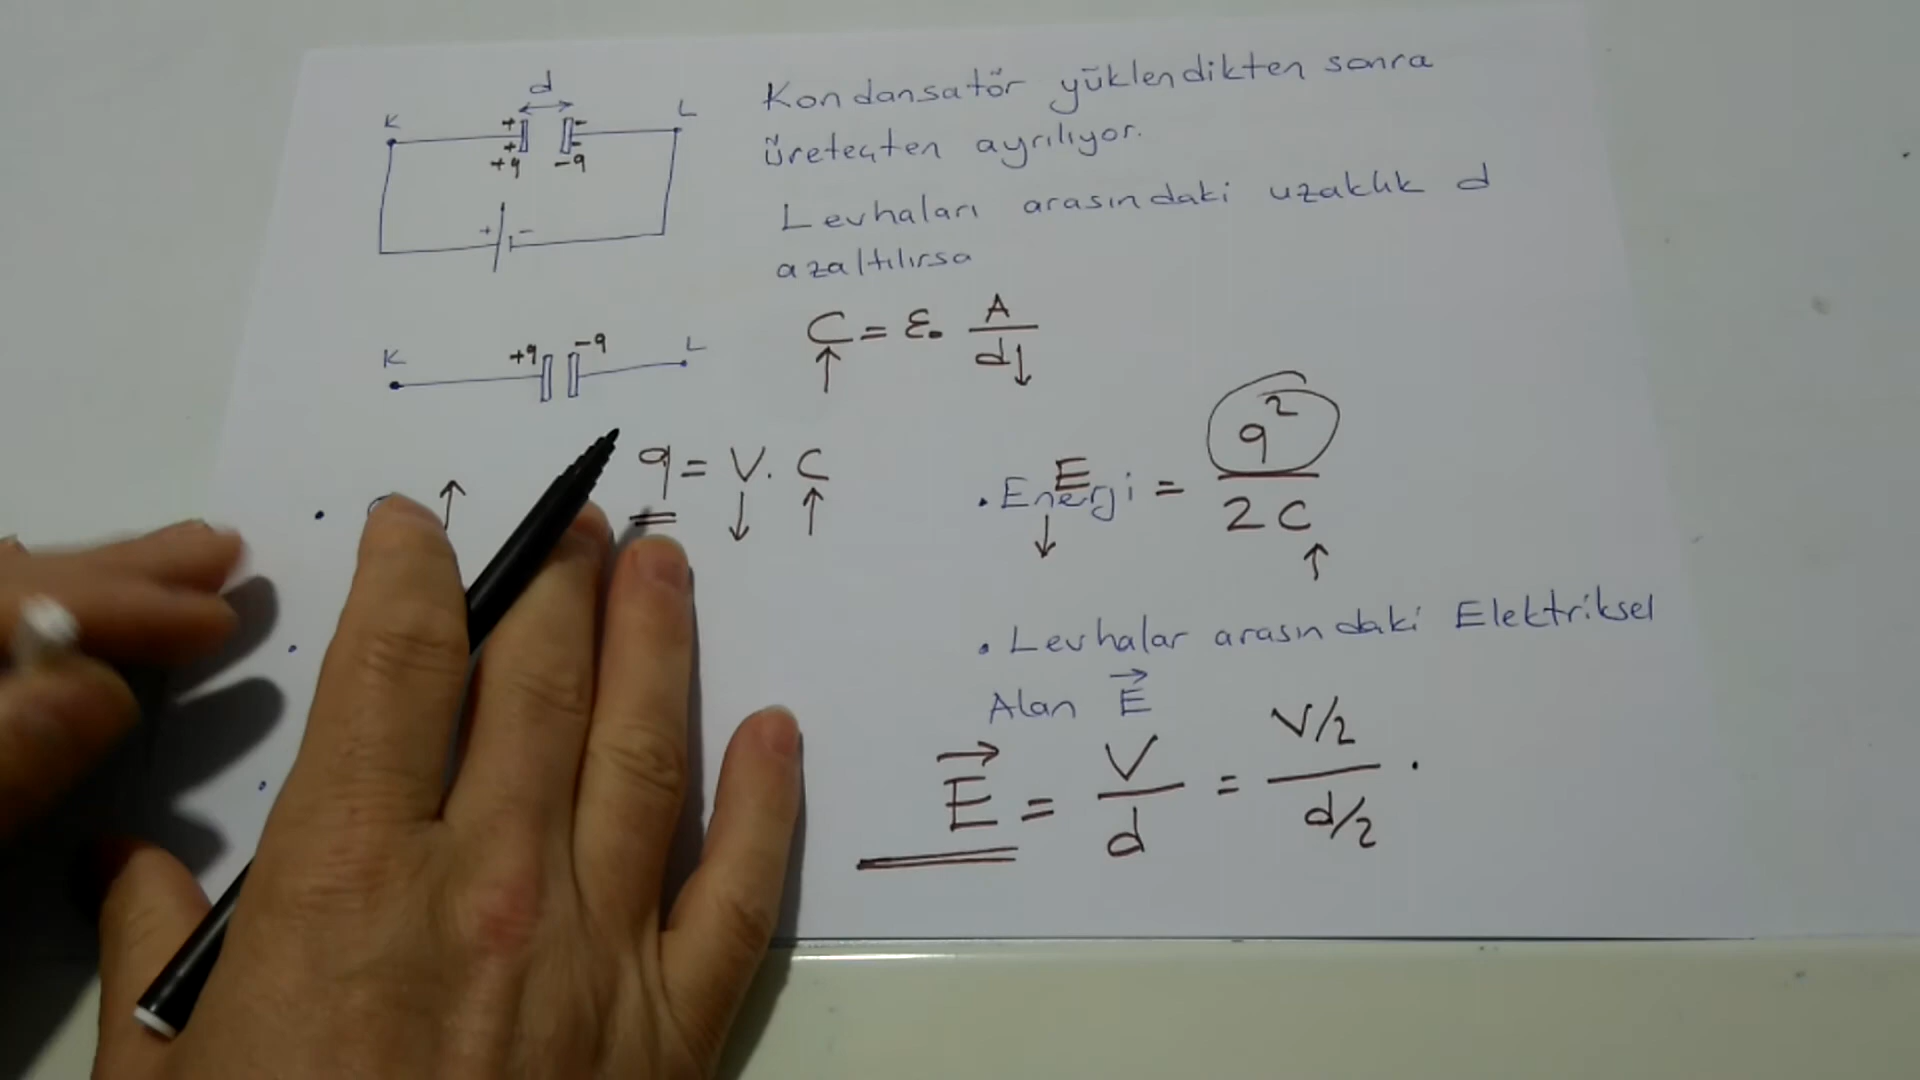 d
K
L
+
+
-
-
+q
-q
+
-
Kondansatör yüklendikten sonra
üreteçten ayrılıyor.
Levhaları arasındaki uzaklık d
azaltılırsa
K
+q
-q
L
C = ε₀ A/d↓
↑
q = V. C
↓ ↑
↑
. Energi = q²/2C
E
↓ ↑
. Levhalar arasındaki Elektriksel
Alan E⃗
E⃗ = V/d = V/2 / d/2 .